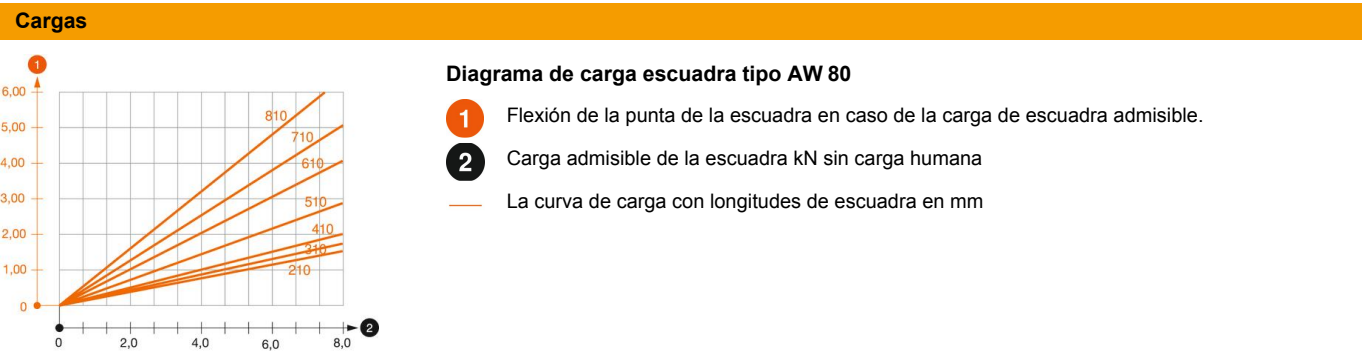 Cargas
1
6,00
5,00
4,00
3,00
2,00
1,00
0
810
710
610
510
410
310
210
0 2,0 4,0 6,0 8,0
2
Diagrama de carga escuadra tipo AW 80
1 Flexión de la punta de la escuadra en caso de la carga de escuadra admisible.
2 Carga admisible de la escuadra kN sin carga humana
La curva de carga con longitudes de escuadra en mm